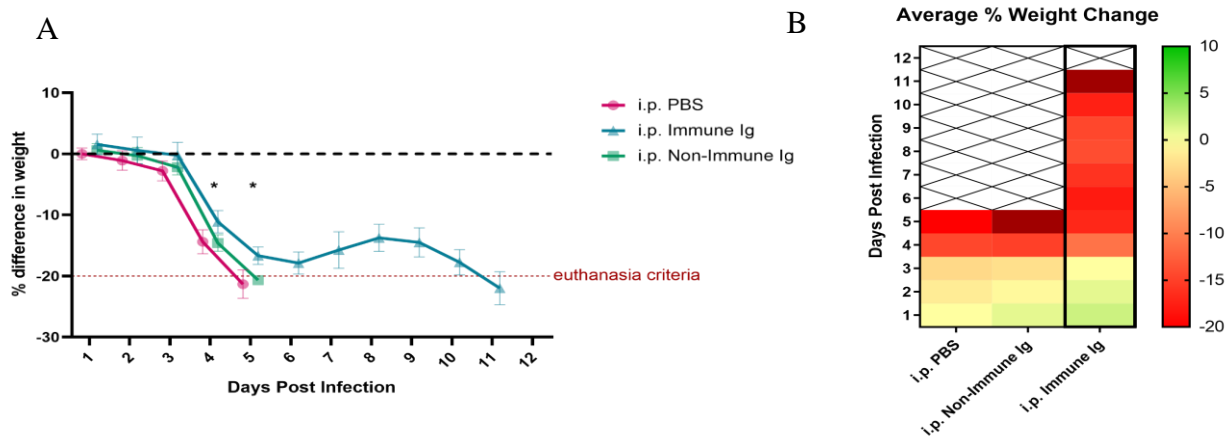 A
% difference in weight
10
0
-10
-20
-30
* *
euthanasia criteria
1 2 3 4 5 6 7 8 9 10 11 12
Days Post Infection
i.p. PBS
i.p. Immune Ig
i.p. Non-Immune Ig
B
Average % Weight Change
Days Post Infection
12
11
10
9
8
7
6
5
4
3
2
1
i.p. PBS
i.p. Non-Immune Ig
i.p. Immune Ig
10
5
0
-5
-10
-15
-20